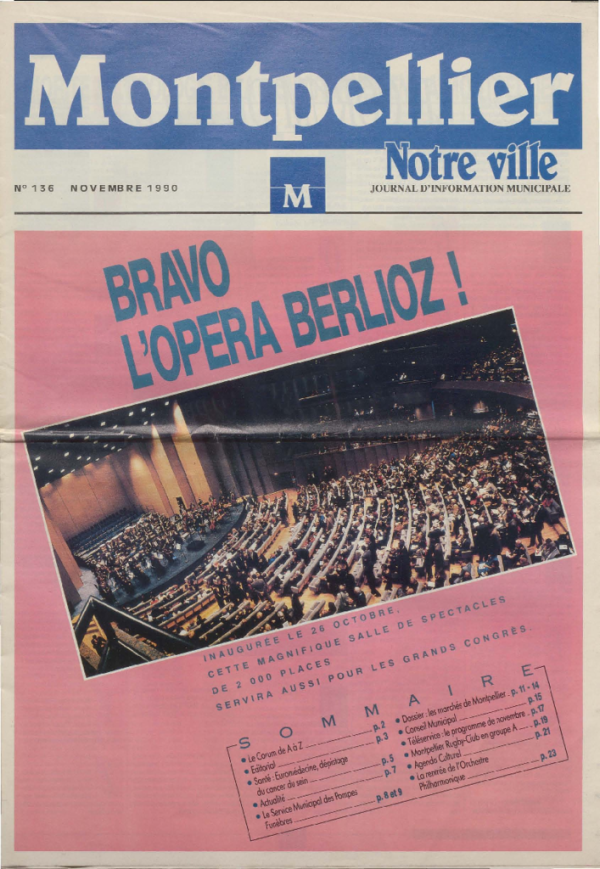 Montpellier
Notre ville
N° 136 NOVEMBRE 1990
M
JOURNAL D'INFORMATION MUNICIPALE
BRAVO
L'OPERA BERLIOZ !
INAUGURÉE LE 26 OCTOBRE,
CETTE MAGNIFIQUE SALLE DE SPECTACLES
DE 2 000 PLACES
SERVIRA AUSSI POUR LES GRANDS CONGRÈS.
SOMMAIRE
• Le Corum de A à Z p.2
• Editorial p.3
• Santé : Euromédecine, dépistage
du cancer du sein p.5
• Actualité p.7
• Le Service Municipal des Pompes
Funèbres p.8 et 9
• Dossier : les marchés de Montpellier p.11-14
• Conseil Municipal p.15
• Téléservice : le programme de novembre p.17
• Montpellier Rugby-Club en groupe A p.19
• Agenda Culturel p.21
• La rentrée de l'Orchestre
Philharmonique p.23